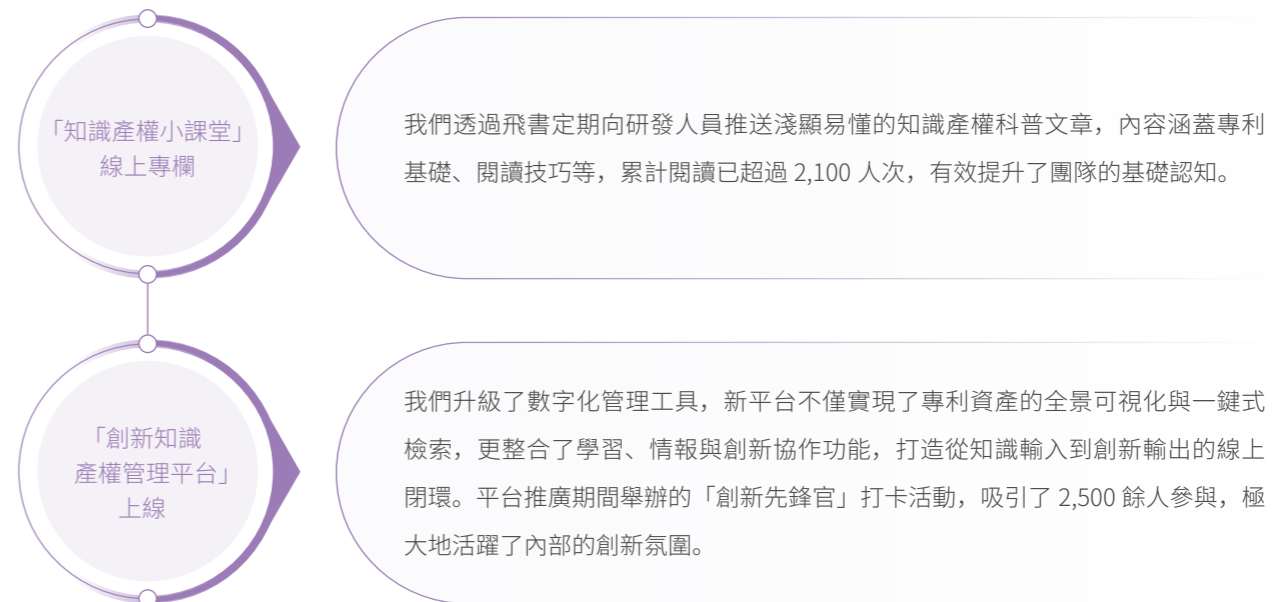 「知識產權小課堂」
線上專欄
我們透過飛書定期向研發人員推送淺顯易懂的知識產權科普文章，內容涵蓋專利
基礎、閱讀技巧等，累計閱讀已超過 2,100 人次，有效提升了團隊的基礎認知。
「創新知識
產權管理平台」
上線
我們升級了數字化管理工具，新平台不僅實現了專利資產的全景可視化與一鍵式
檢索，更整合了學習、情報與創新協作功能，打造從知識輸入到創新輸出的線上
閉環。平台推廣期間舉辦的「創新先鋒官」打卡活動，吸引了 2,500 餘人參與，極
大地活躍了內部的創新氛圍。